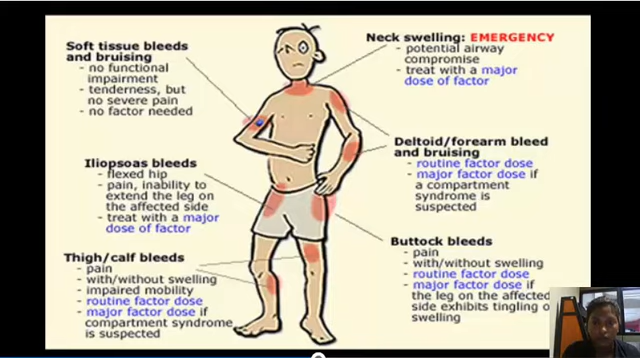 Soft tissue bleeds
and bruising
- no functional
impairment
- tenderness, but
no severe pain
- no factor needed
Neck swelling: EMERGENCY
- potential airway
compromise
- treat with a major
dose of factor
Deltoid/forearm bleed
and bruising
- routine factor dose
- major factor dose if
a compartment
syndrome is
suspected
Iliopsoas bleeds
- flexed hip
- pain, inability to
extend the leg on
the affected side
- treat with a major
dose of factor
Buttock bleeds
- pain
- with/without swelling
- routine factor dose
- major factor dose if
the leg on the affected
side exhibits tingling o
swelling
Thigh/calf bleeds
- pain
- with/without swelling
- impaired mobility
- routine factor dose
- major factor dose if
compartment syndrome
is suspected